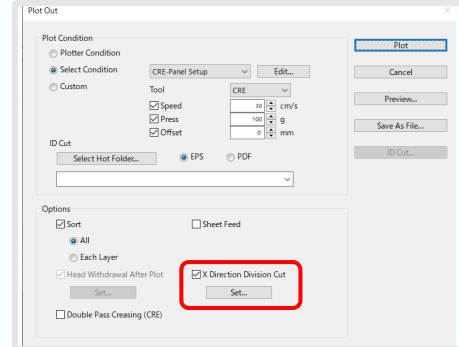 Plot Out
Plot Condition
Plotter Condition
Select Condition CRE-Panel Setup Edit...
Custom Tool CRE
Speed 30 cm/s
Press 100 g
Offset 0 mm
ID Cut
Select Hot Folder... EPS PDF
Plot
Cancel
Preview...
Save As File...
ID Cut...
Options
Sort Sheet Feed
All
Each Layer
Head Withdrawal After Plot X Direction Division Cut
Set... Set...
Double Pass Creasing (CRE)